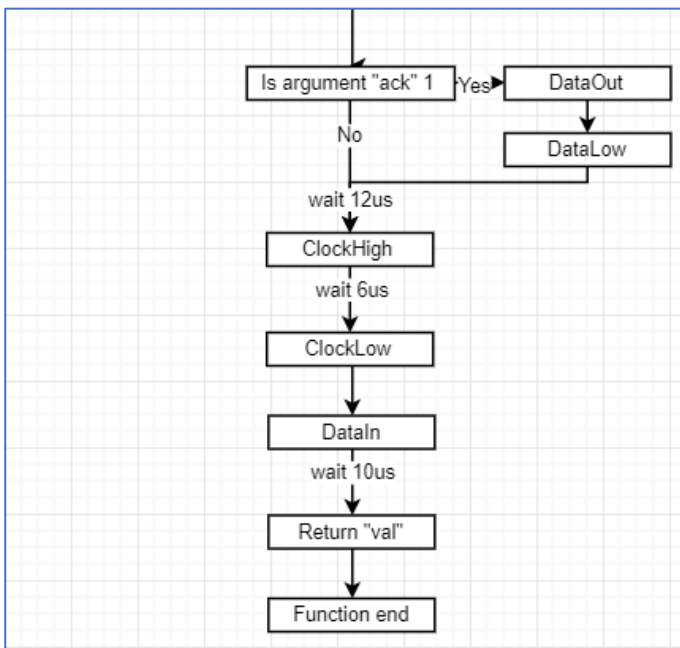 Is argument "ack" 1
Yes
DataOut
No
DataLow
wait 12us
ClockHigh
wait 6us
ClockLow
DataIn
wait 10us
Return "val"
Function end